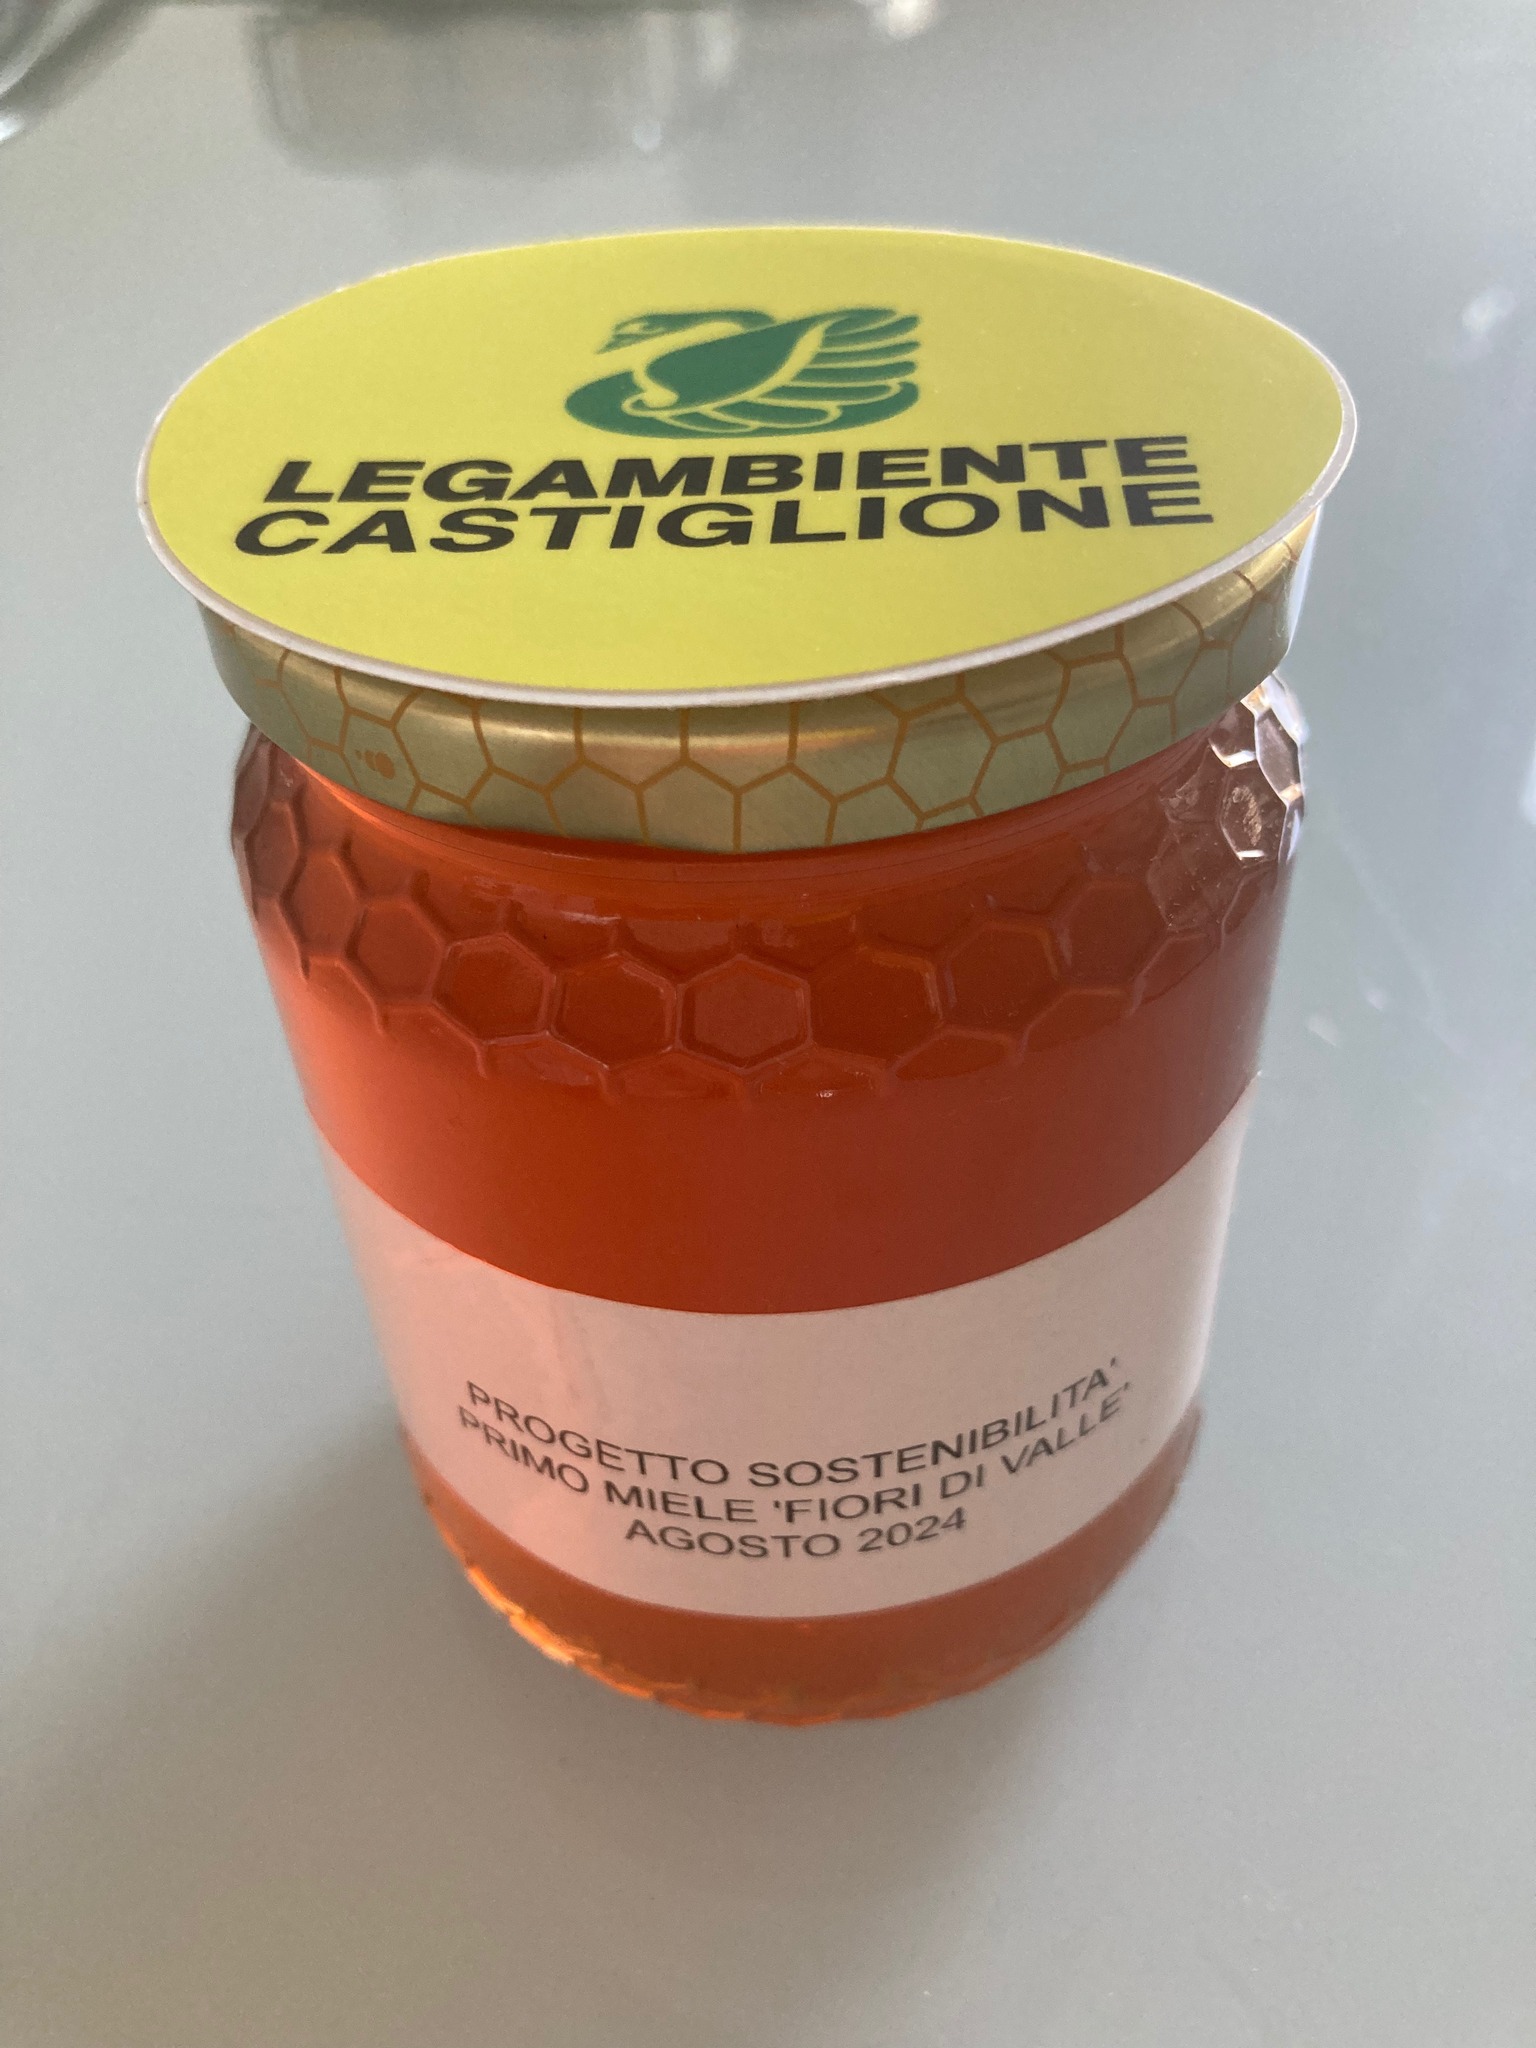 LEGAMBIENTE
CASTIGLIONE
PROGETTO SOSTENIBILITA'
PRIMO MIELE 'FIORI DI VALLE'
AGOSTO 2024